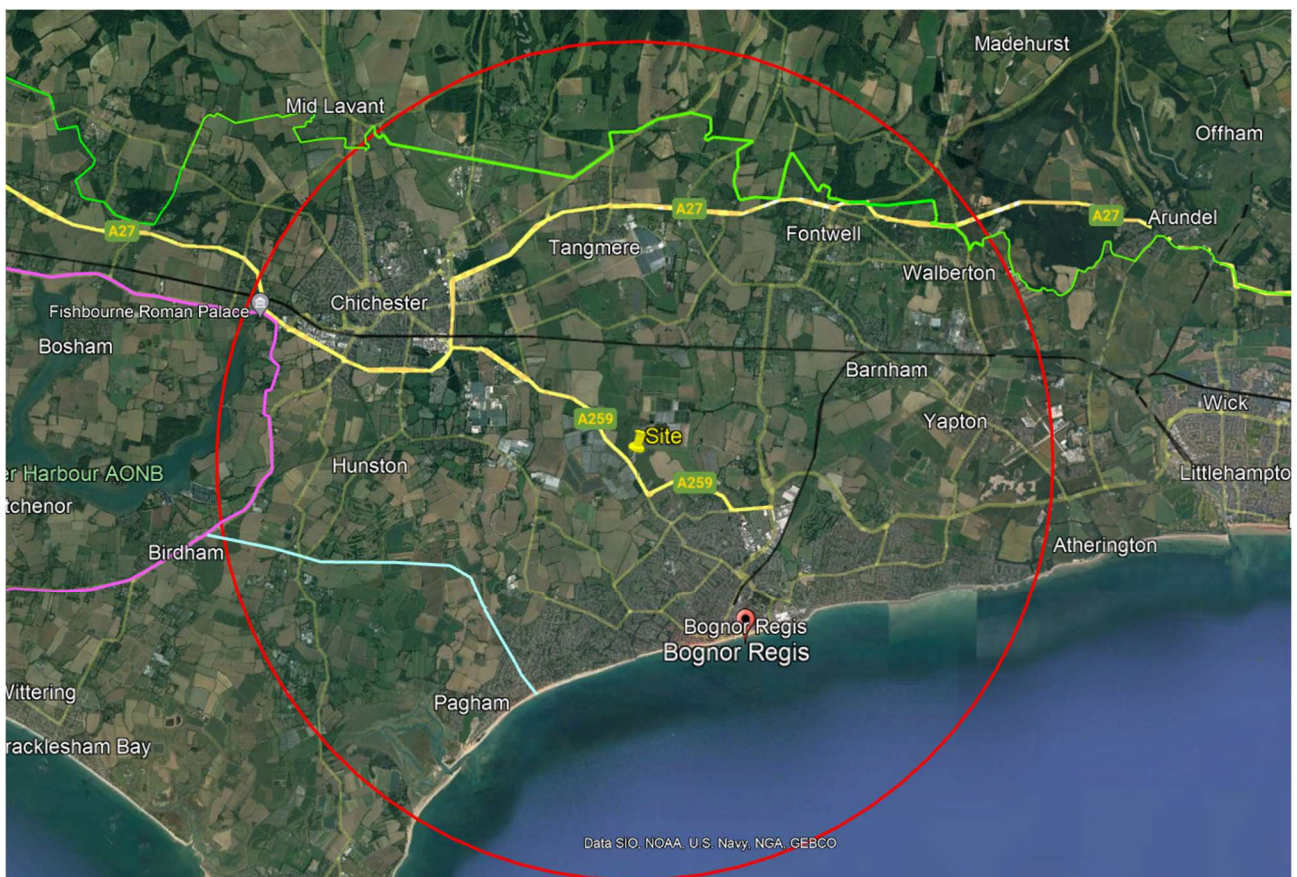 Madehurst
Mid Lavant
Offham
A27
A27
A27
Arundel
Tangmere
Fontwell
Walberton
Chichester
Fishbourne Roman Palace
Bosham
Barnham
Wick
A259
Yapton
Site
Hunston
er Harbour AONB
Littlehampto
A259
tchenor
Birdham
Atherington
Bognor Regis
Bognor Regis
Wittering
Pagham
racklesham Bay
Data SIO, NOAA, U.S. Navy, NGA, GEBCO